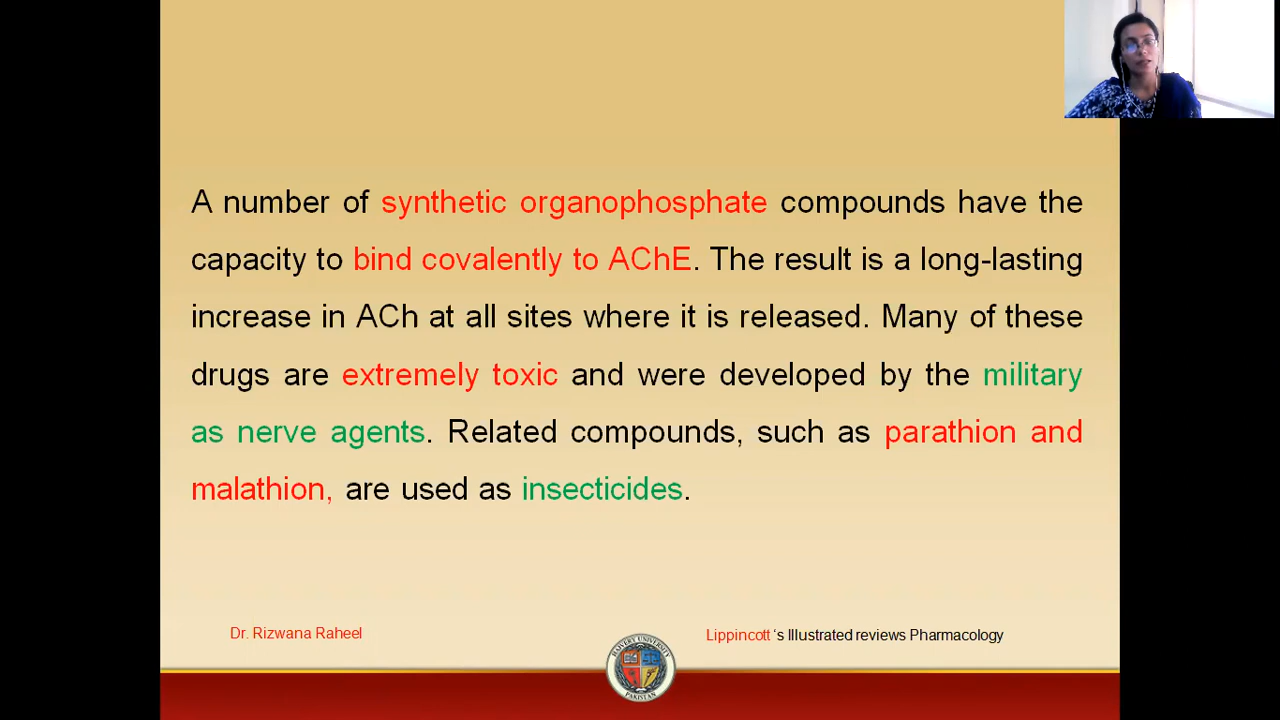 A number of synthetic organophosphate compounds have the
capacity to bind covalently to AChE. The result is a long-lasting
increase in ACh at all sites where it is released. Many of these
drugs are extremely toxic and were developed by the military
as nerve agents. Related compounds, such as parathion and
malathion, are used as insecticides.
Dr. Rizwana Raheel
Lippincott ‘s Illustrated reviews Pharmacology
UNIVERSITY
PAKISTAN